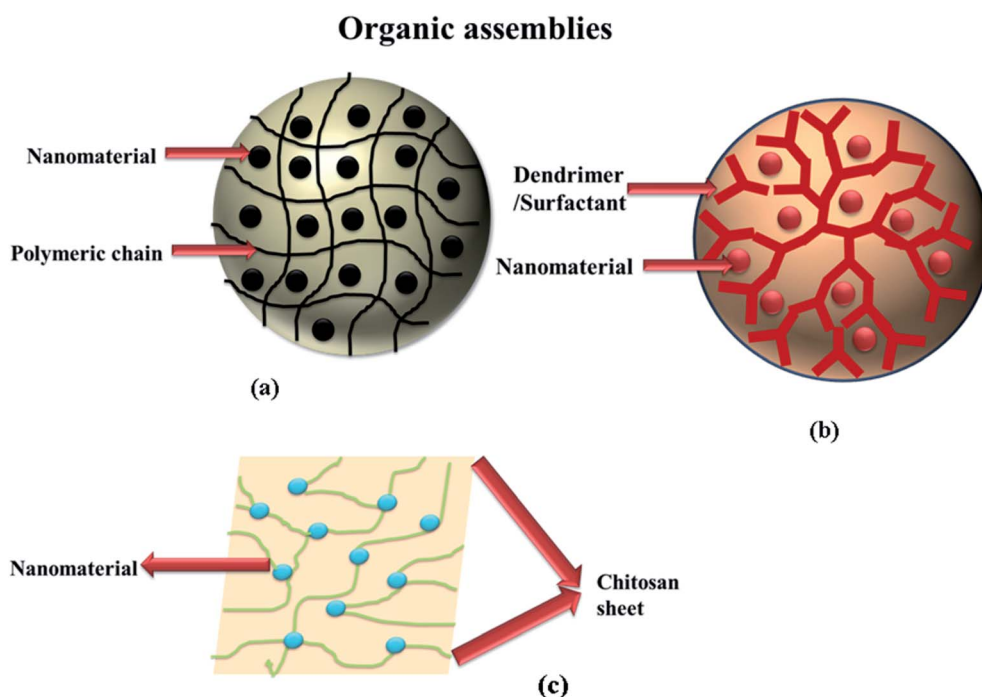 Organic assemblies
Nanomaterial
Polymeric chain
(a)
Dendrimer
/Surfactant
Nanomaterial
(b)
Nanomaterial
Chitosan
sheet
(c)